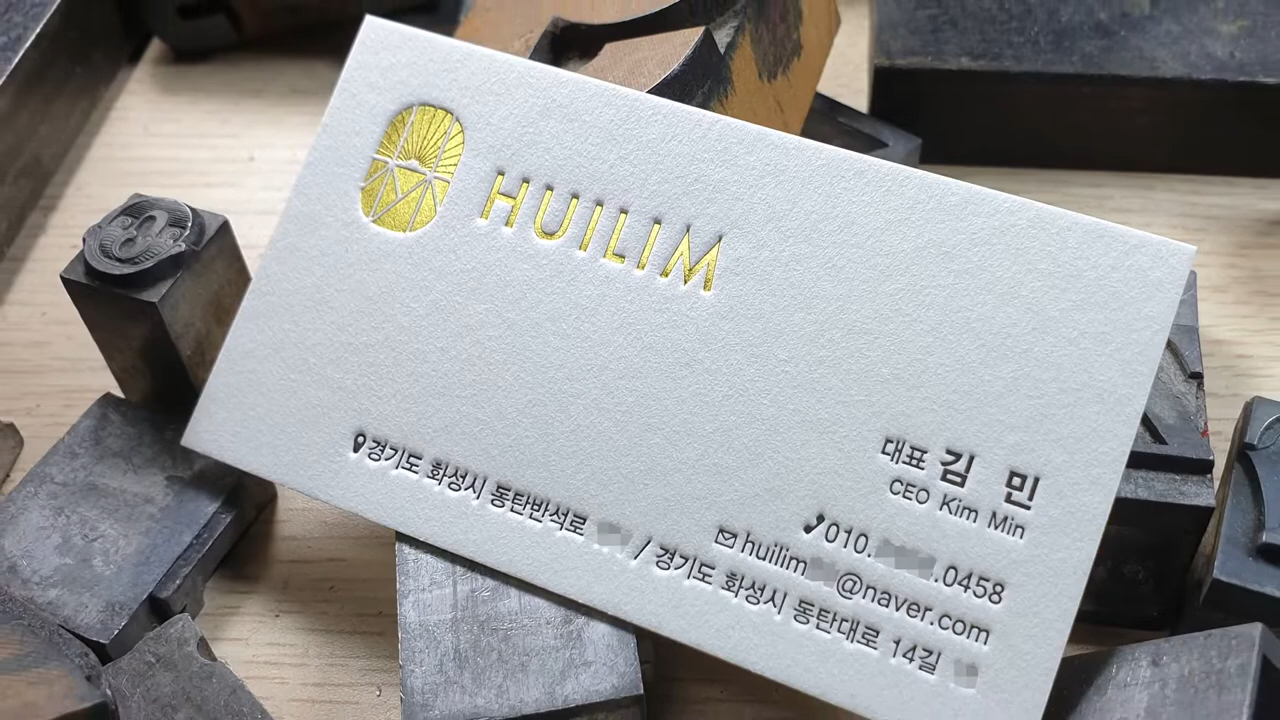 HUILIM
대표 김 민
CEO Kim Min
010. .0458
huilim @naver.com
경기도 화성시 동탄반석로 / 경기도 화성시 동탄대로 14길